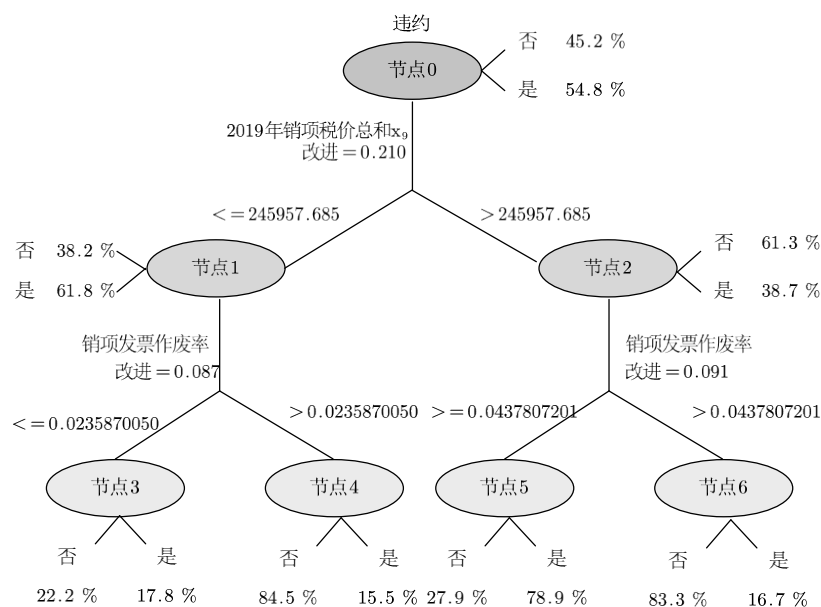 违约
否 45.2 %
节点0
是 54.8 %
2019年销项税价总和x₉
改进=0.210
<=245957.685 >245957.685
否 38.2 % 否 61.3 %
节点1 节点2
是 61.8 % 是 38.7 %
销项发票作废率 销项发票作废率
改进=0.087 改进=0.091
<=0.0235870050 >0.0235870050 >=0.0437807201 >0.0437807201
节点3 节点4 节点5 节点6
否 是 否 是 否 是 否 是
22.2 % 17.8 % 84.5 % 15.5 % 27.9 % 78.9 % 83.3 % 16.7 %